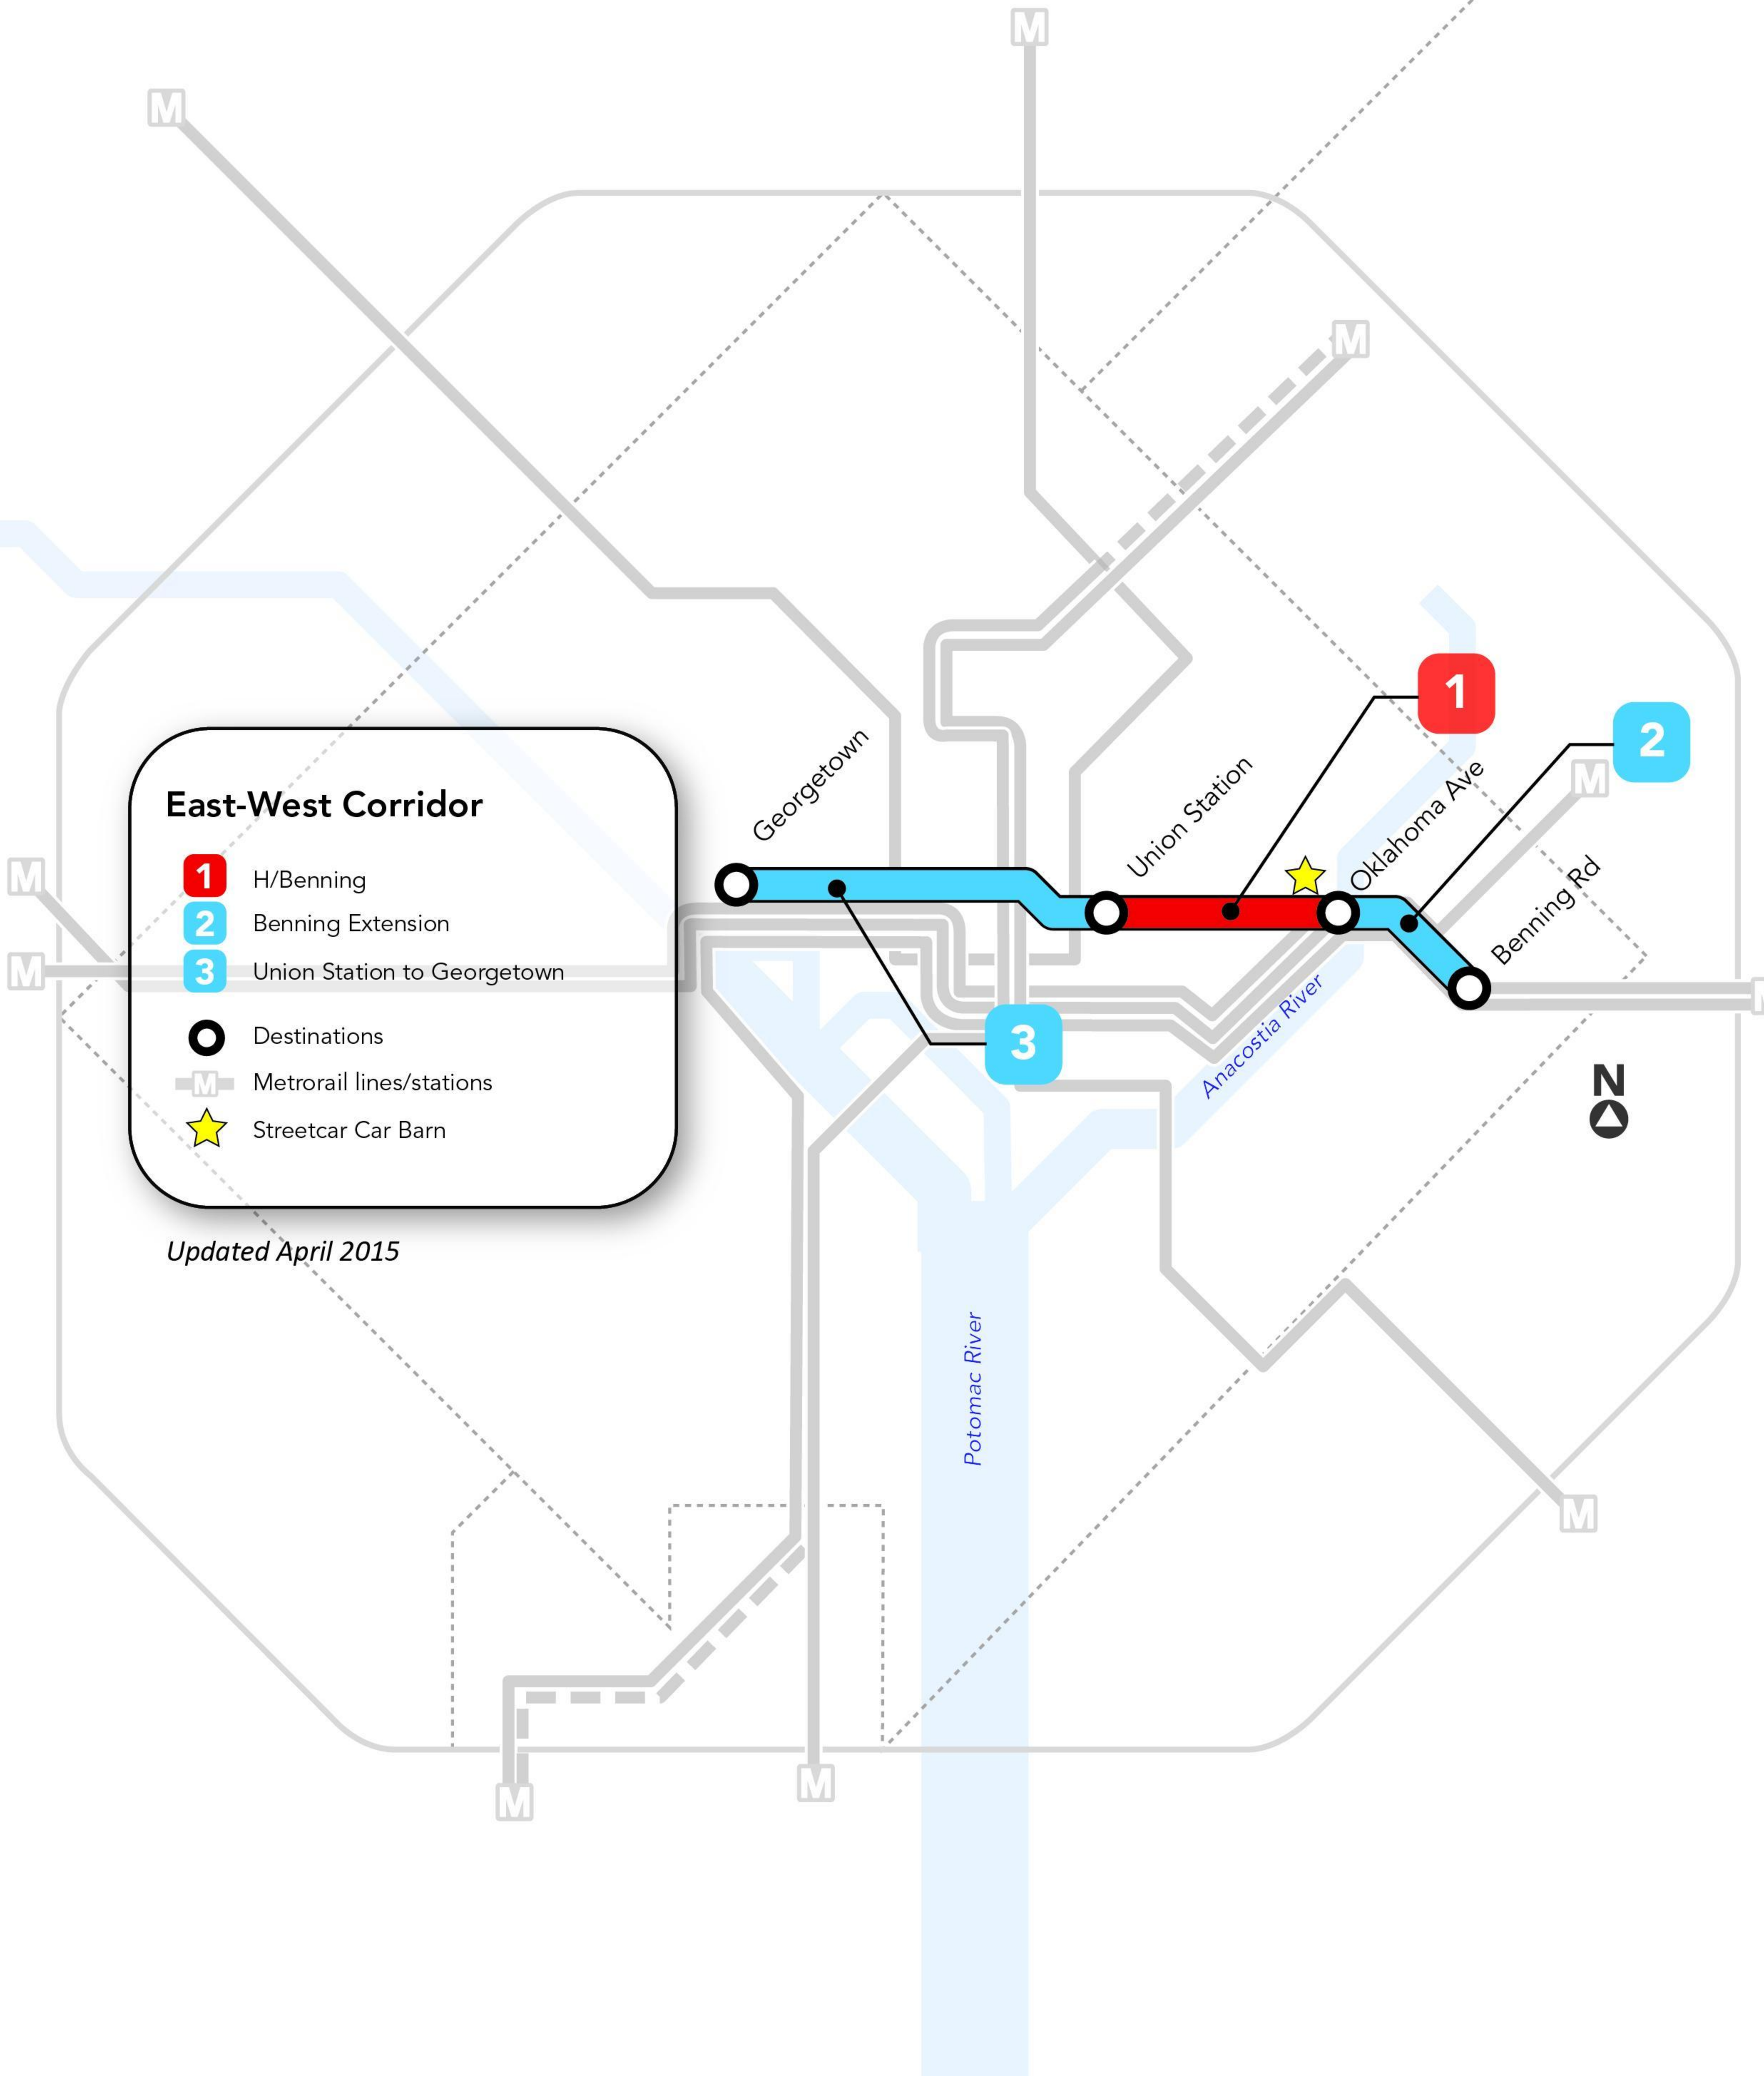 M
M
M
Georgetown
Union Station
Oklahoma Ave
Benning Rd
1
2
M
East-West Corridor
1 H/Benning
2 Benning Extension
3 Union Station to Georgetown
Destinations
M Metrorail lines/stations
Streetcar Car Barn
M
M
3
Anacostia River
N
Updated April 2015
Potomac River
M
M
M